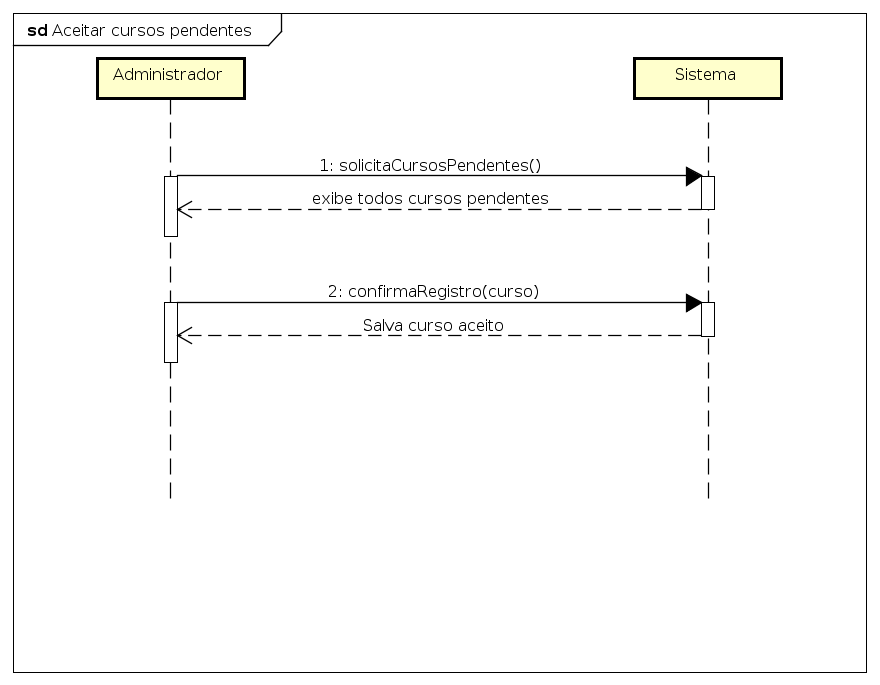 sd Aceitar cursos pendentes
Administrador
Sistema
1: solicitaCursosPendentes()
exibe todos cursos pendentes
2: confirmaRegistro(curso)
Salva curso aceito